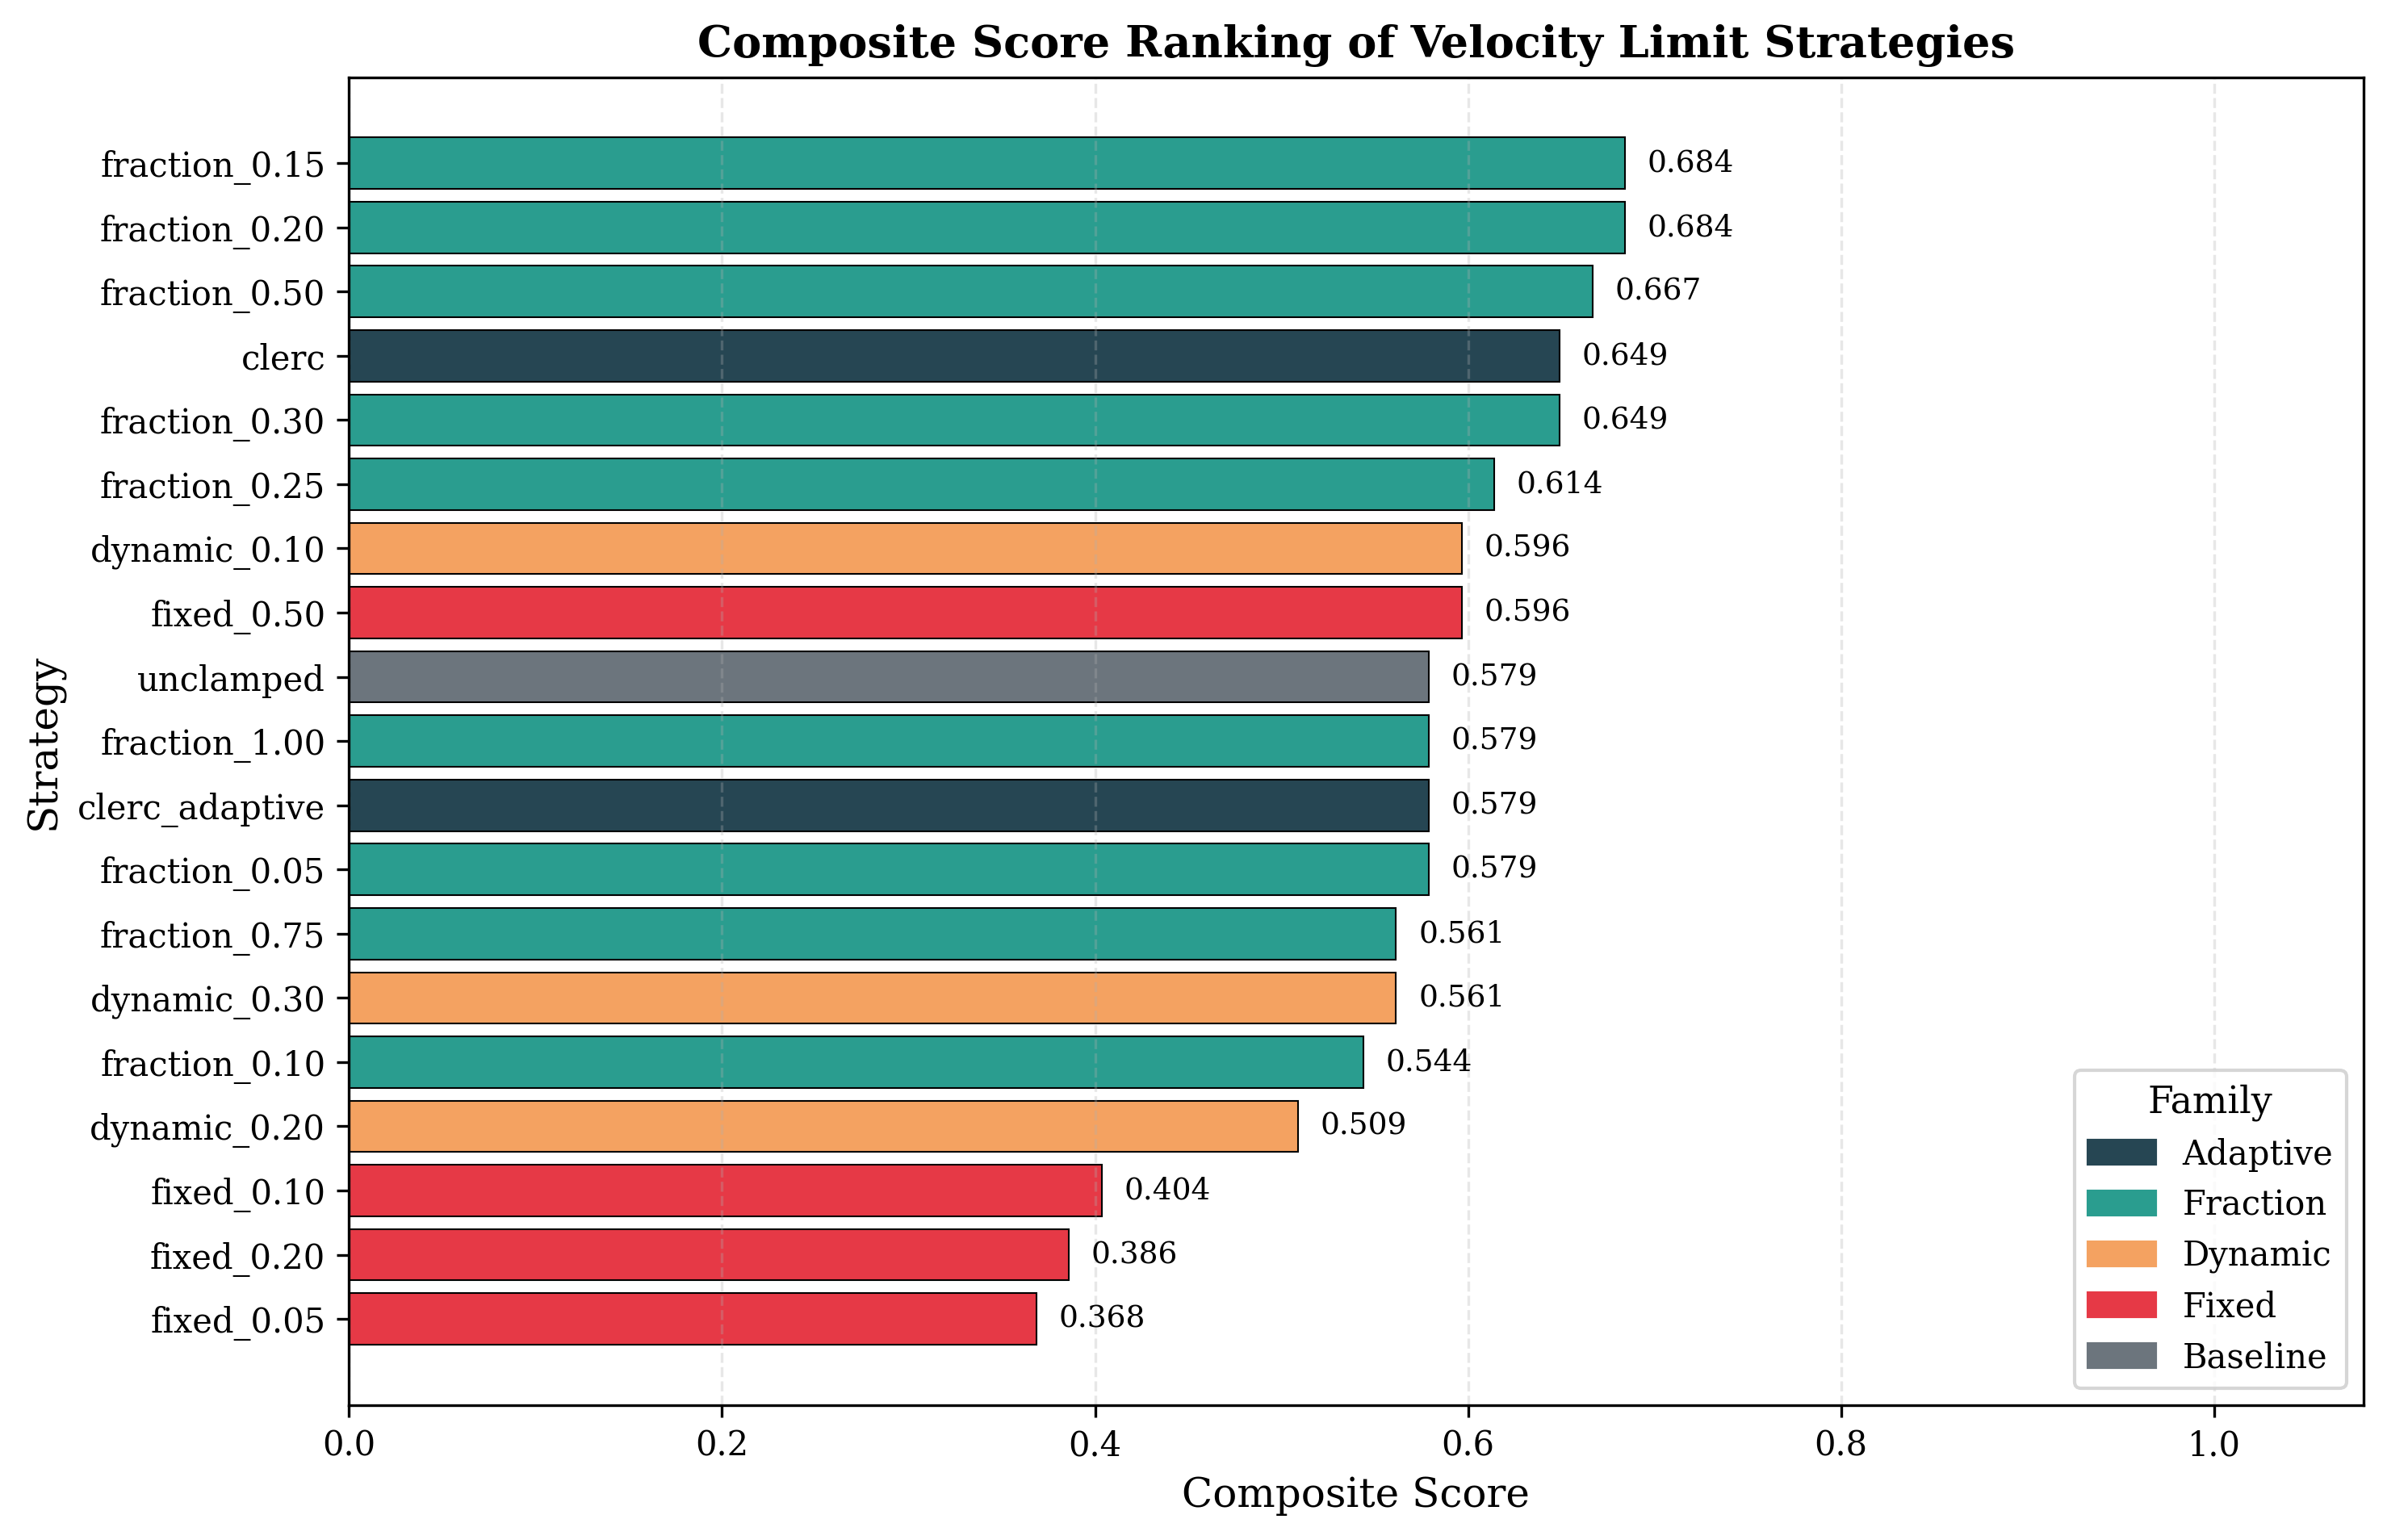 Composite Score Ranking of Velocity Limit Strategies
Strategy
fraction_0.15 0.684
fraction_0.20 0.684
fraction_0.50 0.667
clerc 0.649
fraction_0.30 0.649
fraction_0.25 0.614
dynamic_0.10 0.596
fixed_0.50 0.596
unclamped 0.579
fraction_1.00 0.579
clerc_adaptive 0.579
fraction_0.05 0.579
fraction_0.75 0.561
dynamic_0.30 0.561
fraction_0.10 0.544
dynamic_0.20 0.509
fixed_0.10 0.404
fixed_0.20 0.386
fixed_0.05 0.368
Family
Adaptive
Fraction
Dynamic
Fixed
Baseline
0.0 0.2 0.4 0.6 0.8 1.0
Composite Score